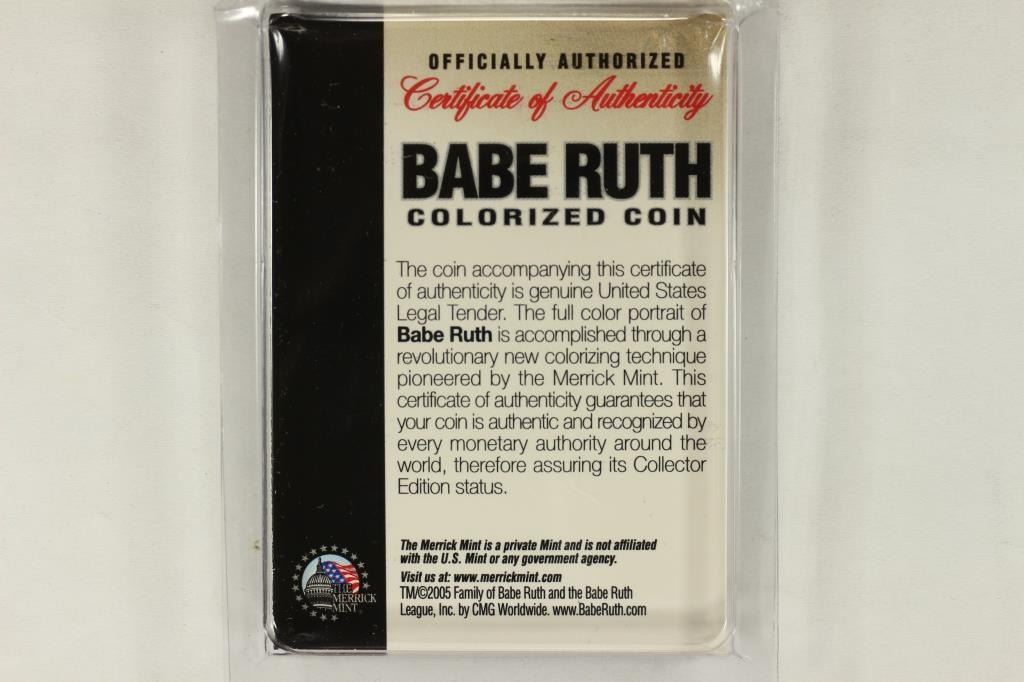 OFFICIALLY AUTHORIZED
Certificate of Authenticity
BABE RUTH
COLORIZED COIN
The coin accompanying this certificate
of authenticity is genuine United States
Legal Tender. The full color portrait of
Babe Ruth is accomplished through a
revolutionary new colorizing technique
pioneered by the Merrick Mint. This
certificate of authenticity guarantees that
your coin is authentic and recognized by
every monetary authority around the
world, therefore assuring its Collector
Edition status.
The Merrick Mint is a private Mint and is not affiliated
with the U.S. Mint or any government agency.
Visit us at: www.merrickmint.com
TM/©2005 Family of Babe Ruth and the Babe Ruth
League, Inc. by CMG Worldwide. www.BabeRuth.com
THE
MERRICK
MINT